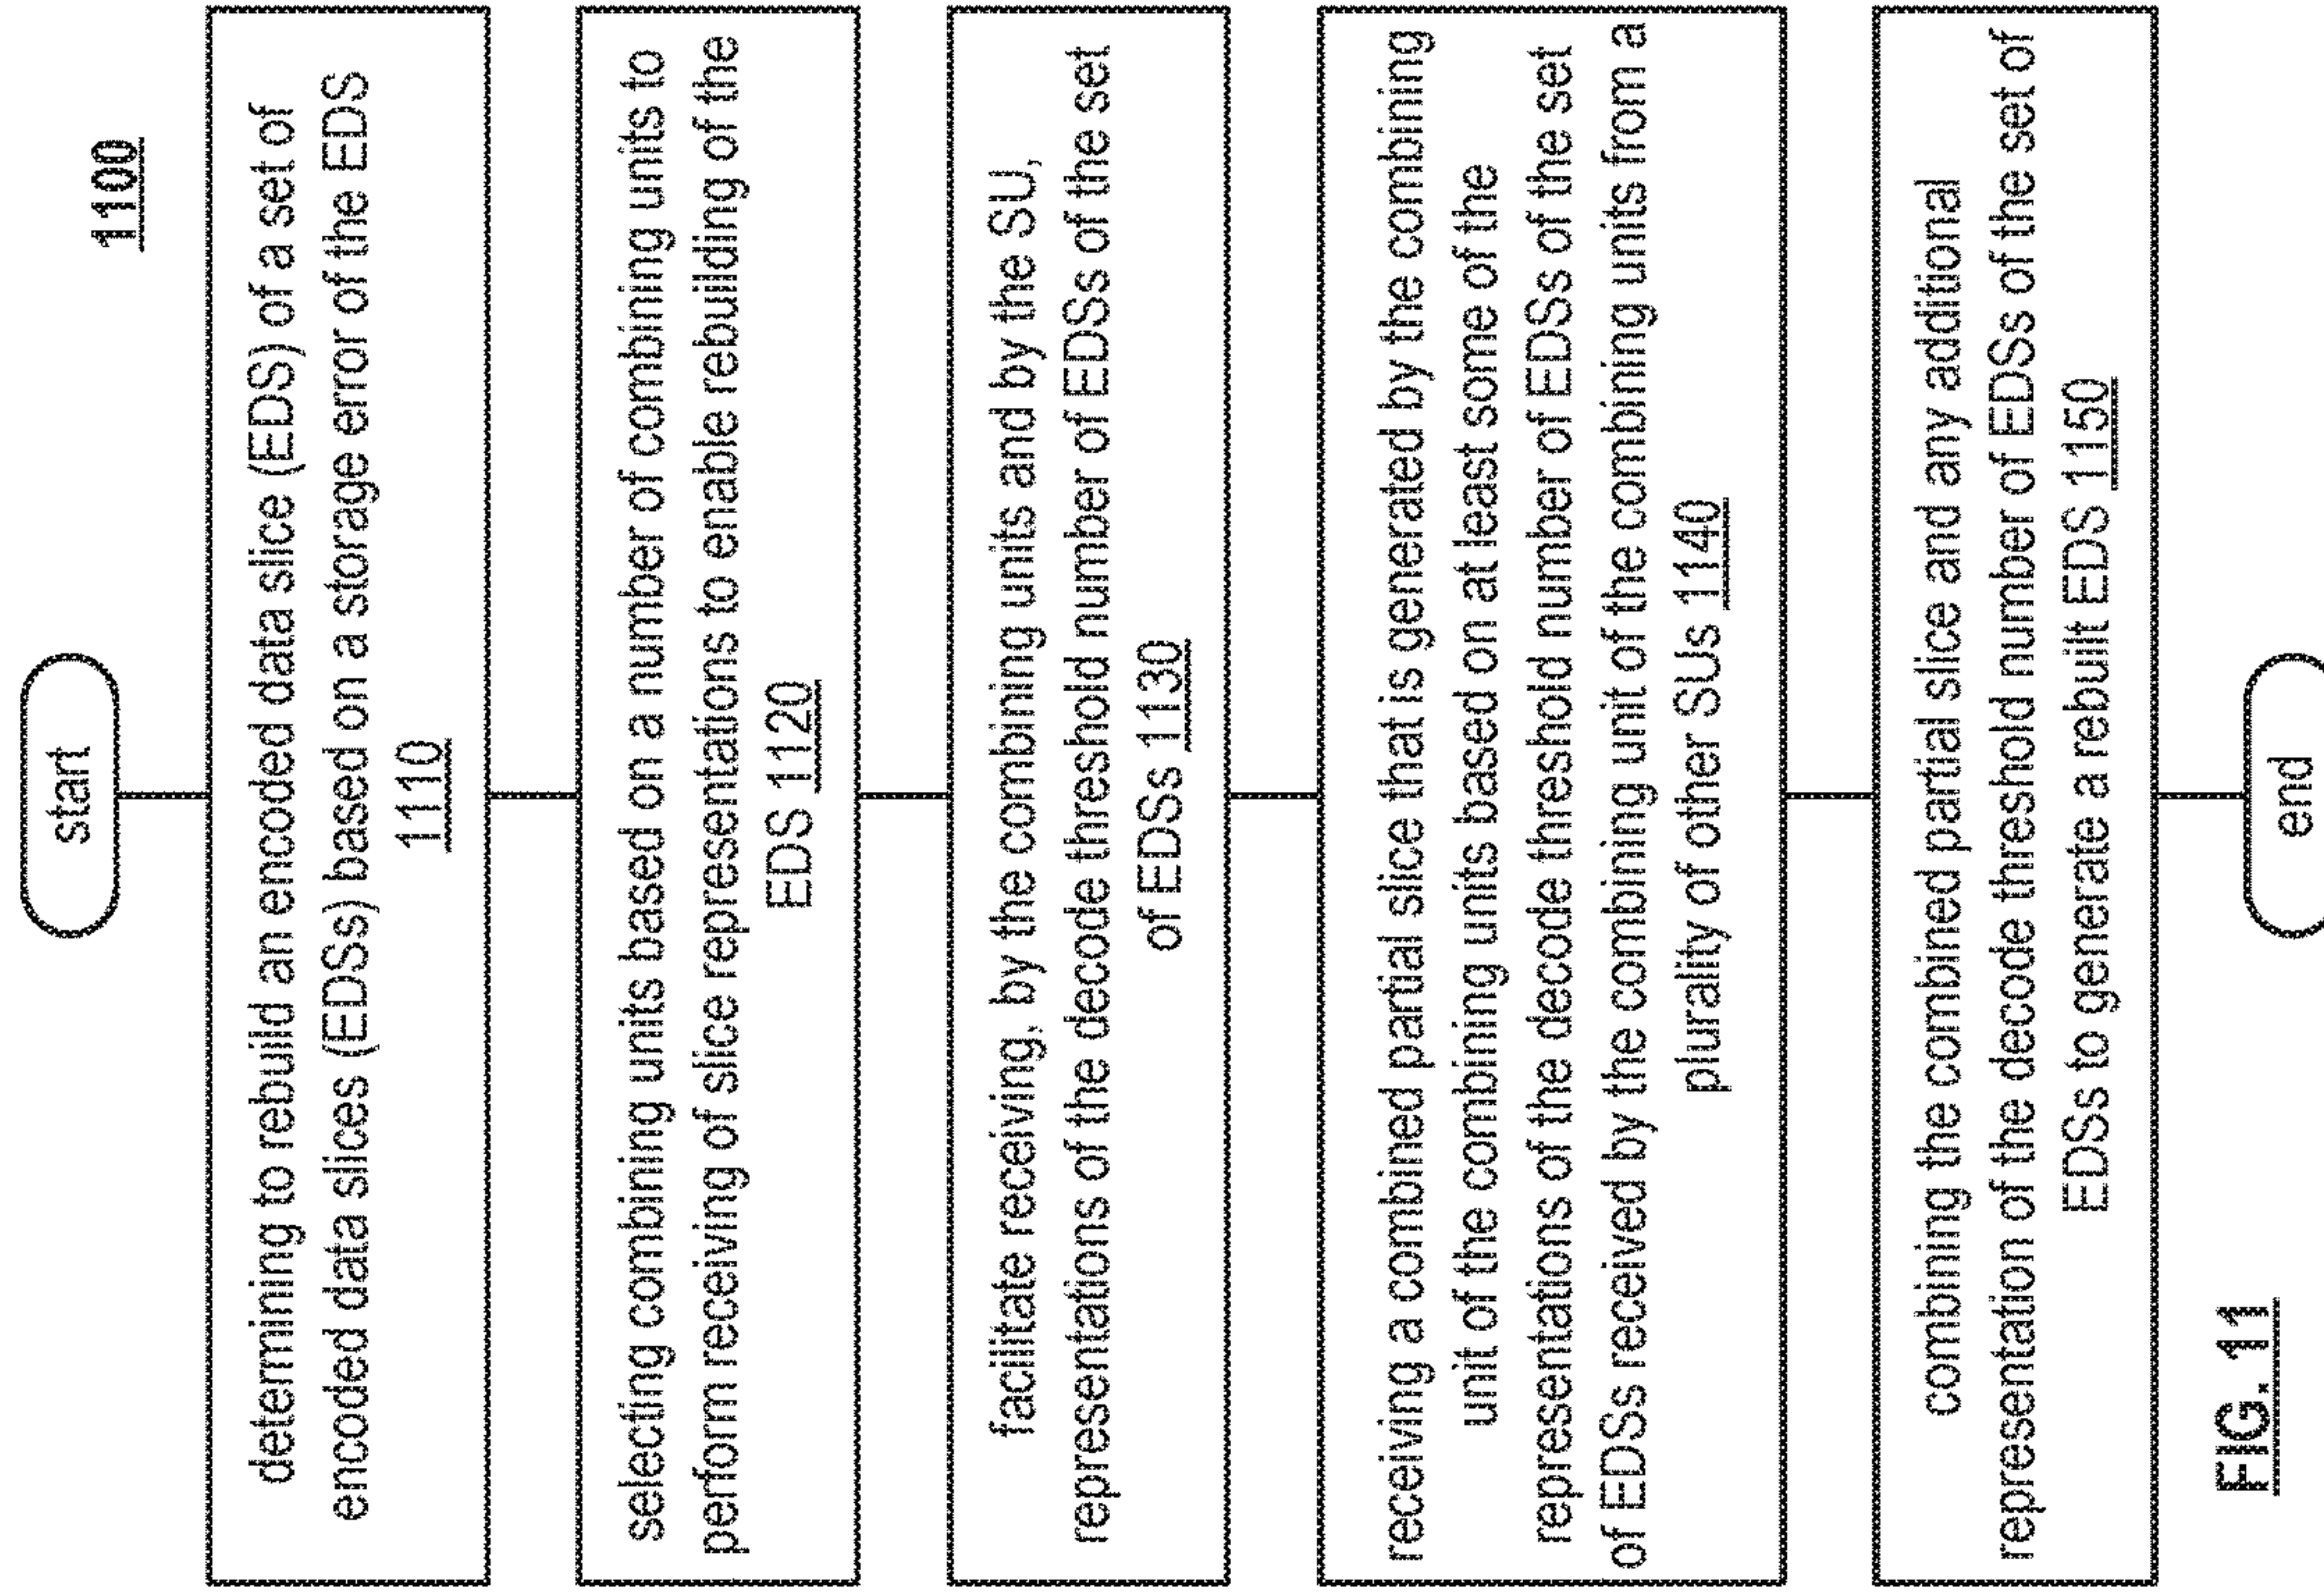 start
1100
determining to rebuild an encoded data slice (EDS) of a set of
encoded data slices (EDSs) based on a storage error of the EDS
1110
selecting combining units based on a number of combining units to
perform receiving of slice representations to enable rebuilding of the
EDS 1120
facilitate receiving, by the combining units and by the SU,
representations of the decode threshold number of EDSs of the set
of EDSs 1130
receiving a combined partial slice that is generated by the combining
unit of the combining units based on at least some of the
representations of the decode threshold number of EDSs of the set
of EDSs received by the combining unit of the combining units from a
plurality of other SUs 1140
combining the combined partial slice and any additional
representation of the decode threshold number of EDSs of the set of
EDSs to generate a rebuilt EDS 1150
end
FIG. 11